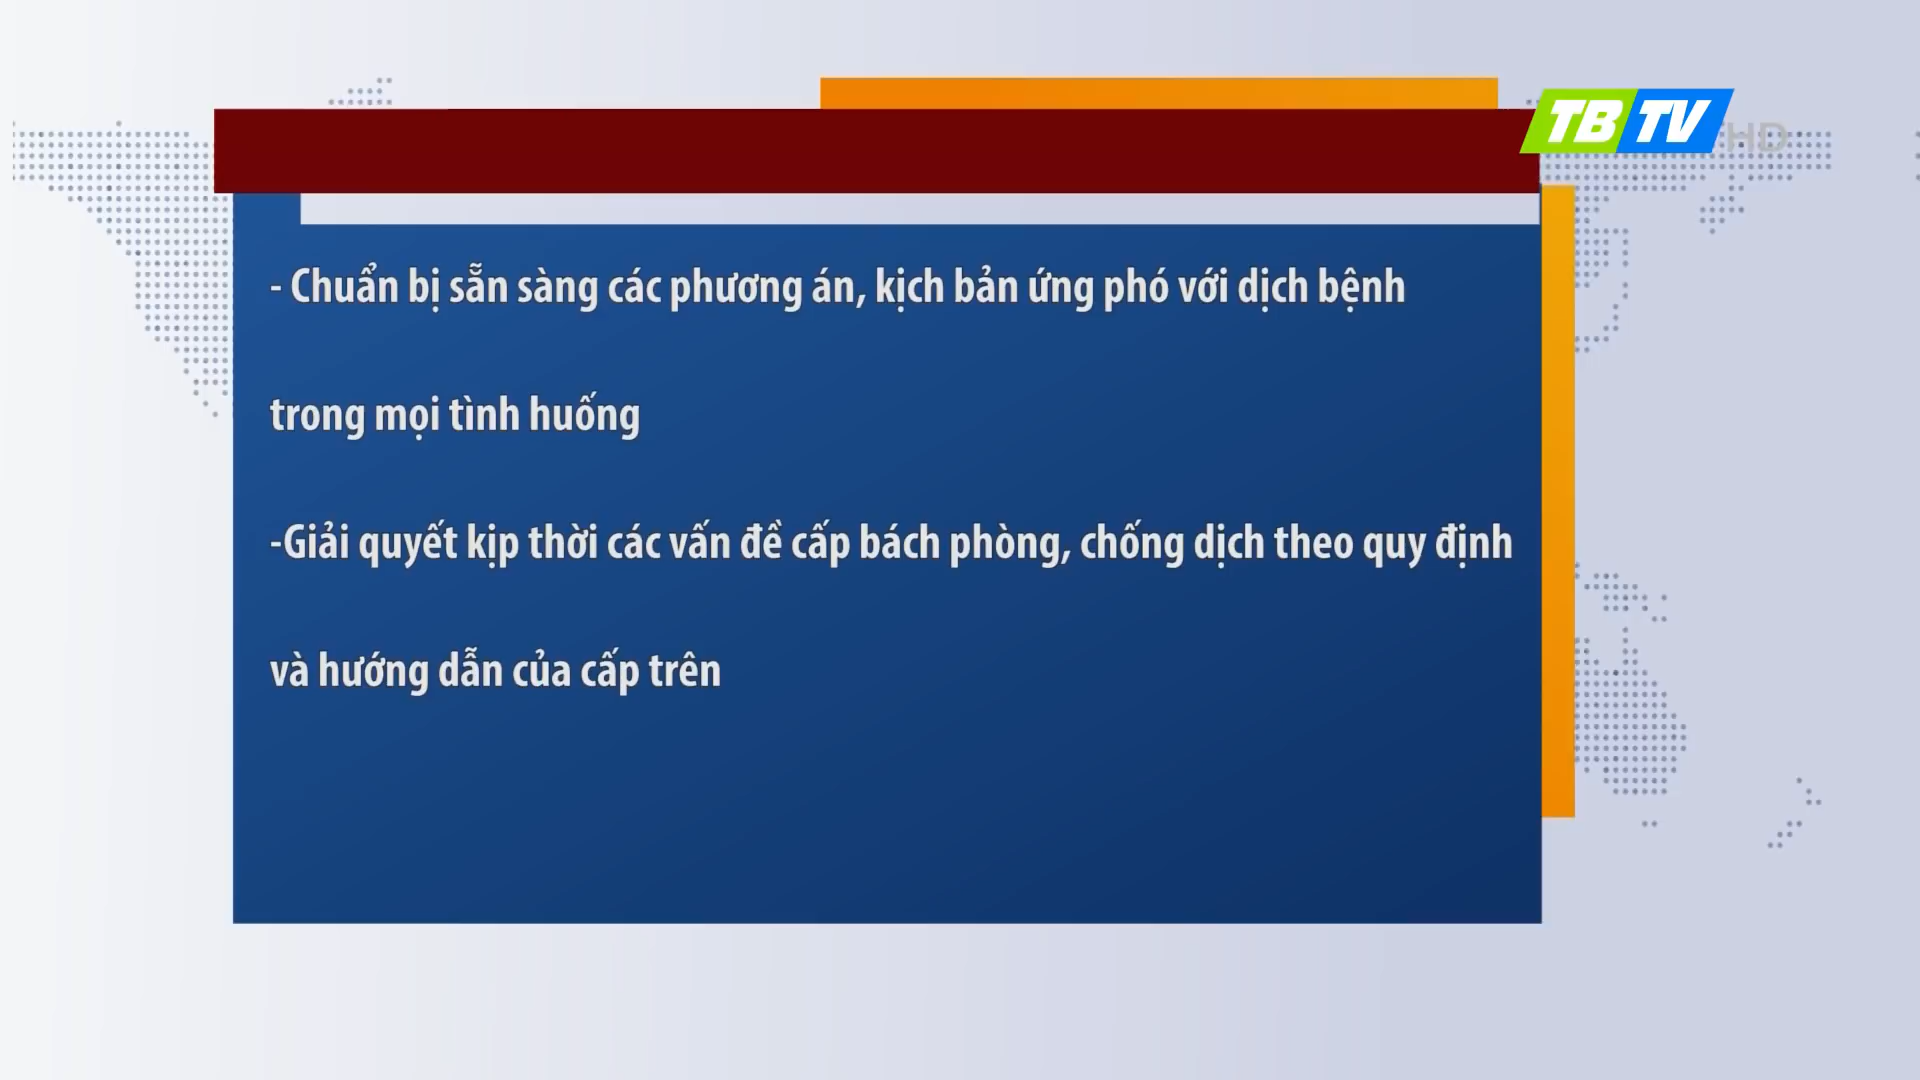 TBTV HD
- Chuẩn bị sẵn sàng các phương án, kịch bản ứng phó với dịch bệnh
trong mọi tình huống
-Giải quyết kịp thời các vấn đề cấp bách phòng, chống dịch theo quy định
và hướng dẫn của cấp trên